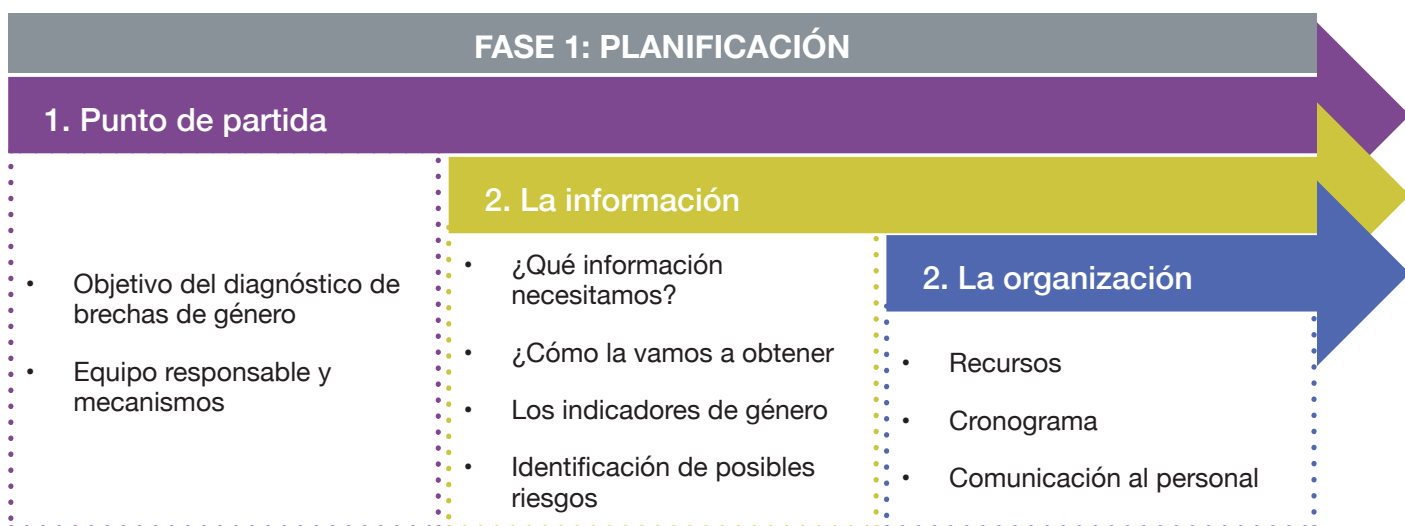 FASE 1: PLANIFICACIÓN
1. Punto de partida
• Objetivo del diagnóstico de
brechas de género
• Equipo responsable y
mecanismos
2. La información
• ¿Qué información
necesitamos?
• ¿Cómo la vamos a obtener
• Los indicadores de género
• Identificación de posibles
riesgos
2. La organización
• Recursos
• Cronograma
• Comunicación al personal